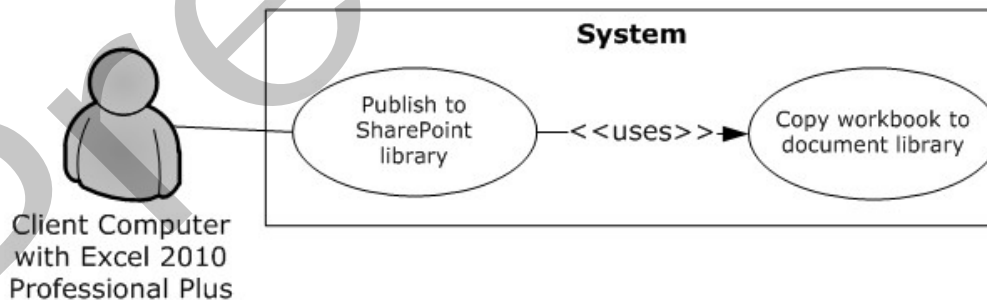 System
Publish to
SharePoint
library
<<uses>>
Copy workbook to
document library
Client Computer
with Excel 2010
Professional Plus